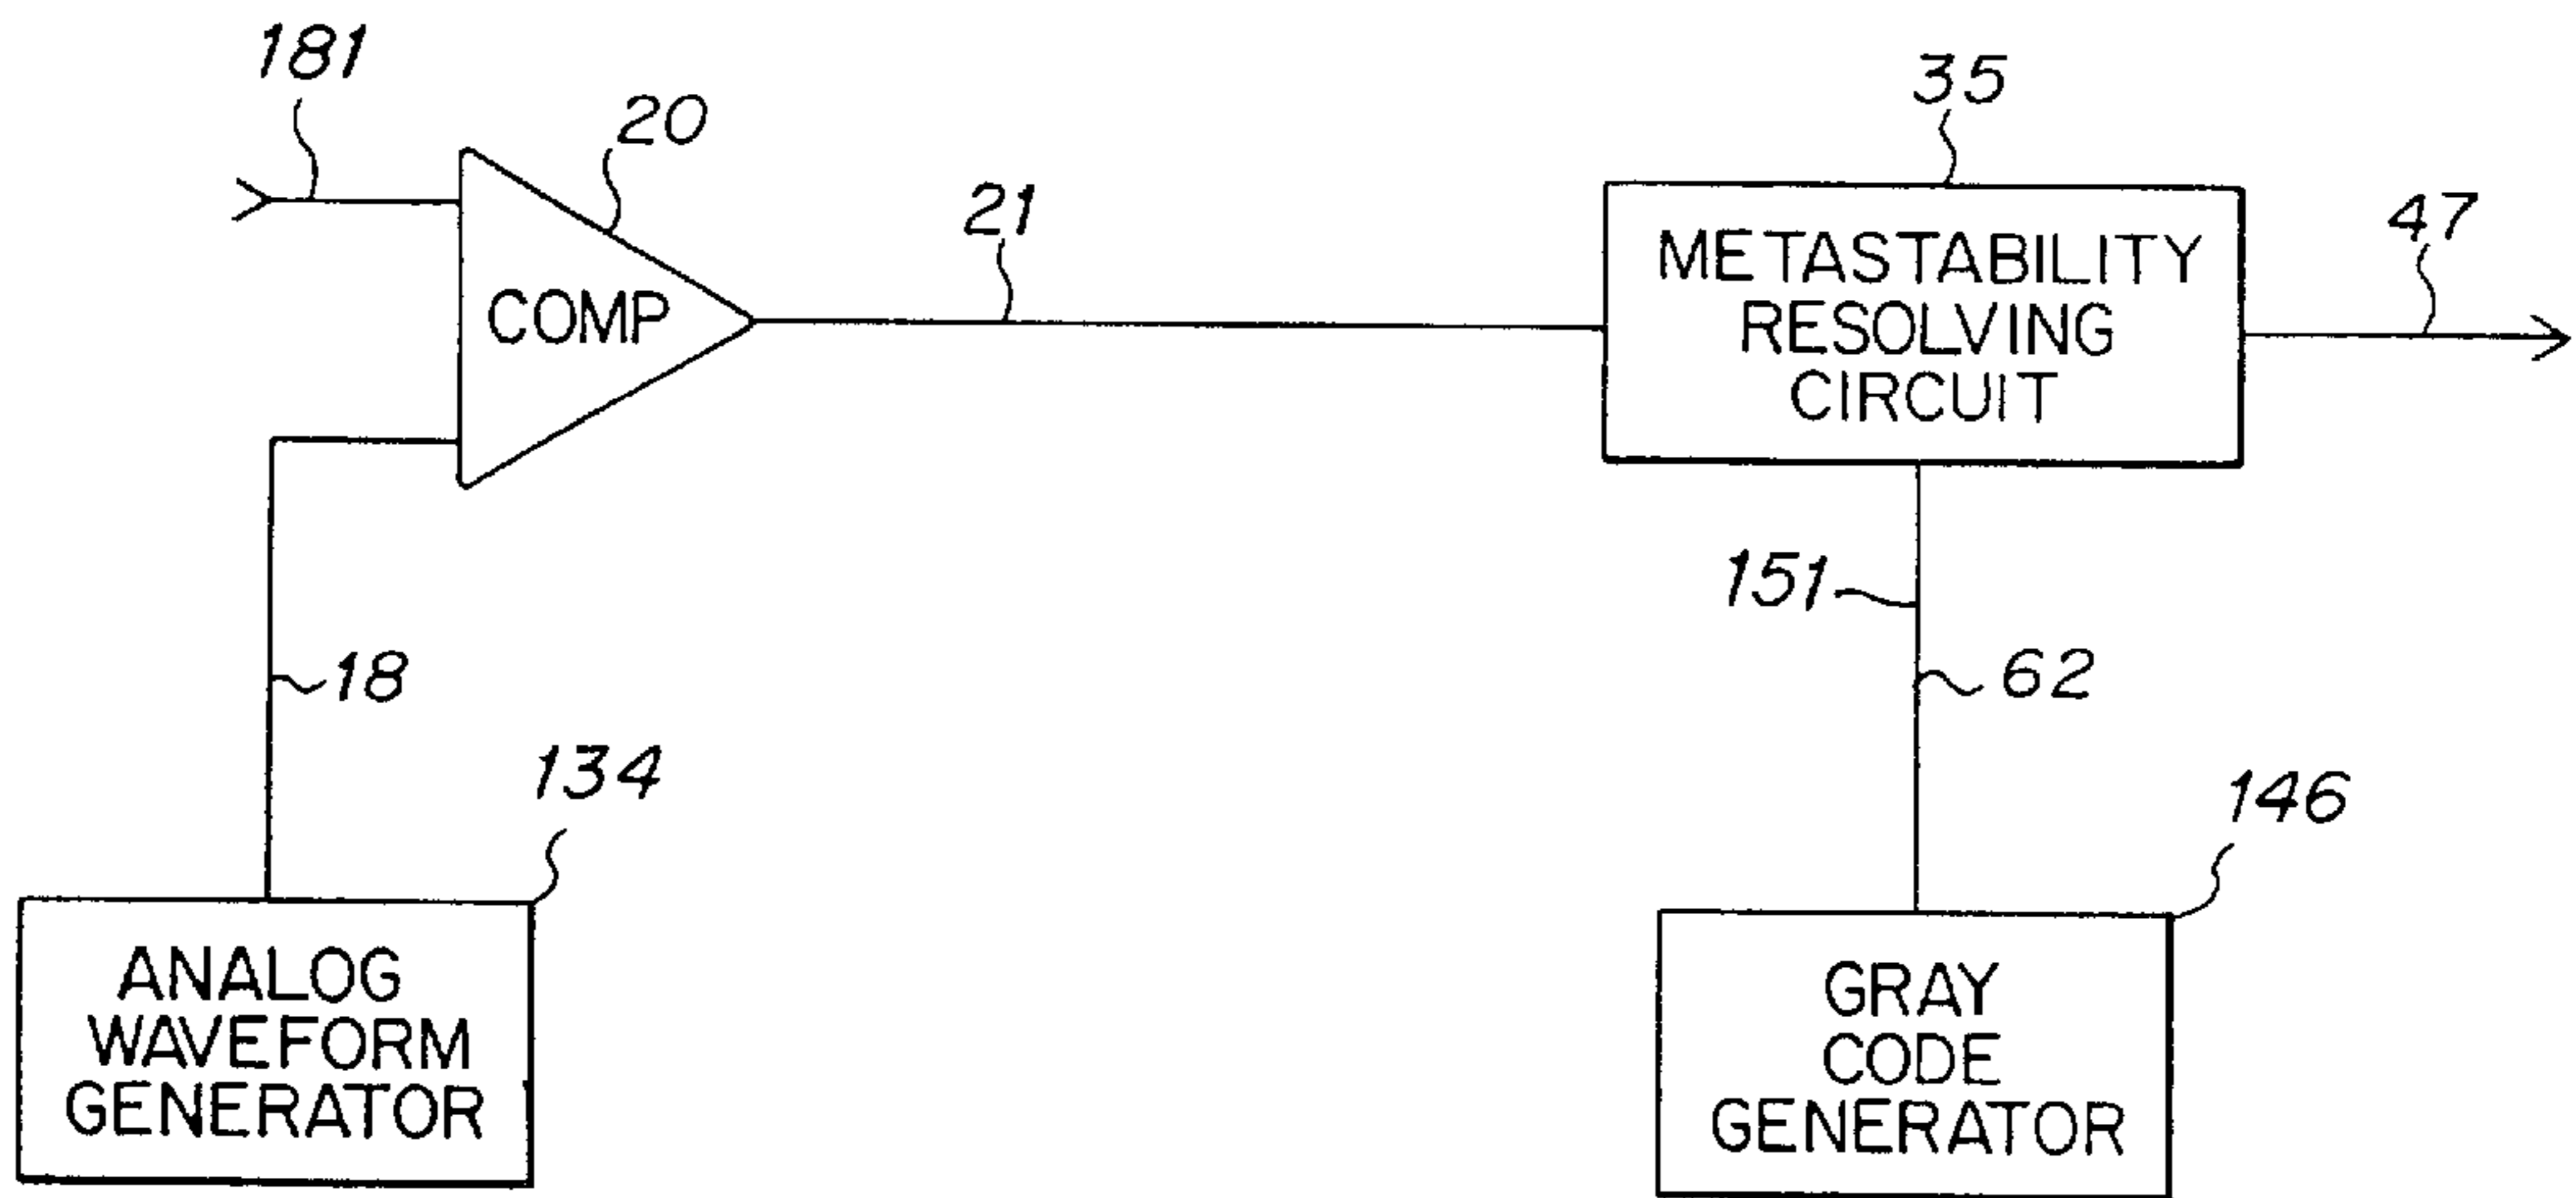 181
20
COMP
21
35
METASTABILITY
RESOLVING
CIRCUIT
47
18
151
62
134
ANALOG
WAVEFORM
GENERATOR
146
GRAY
CODE
GENERATOR